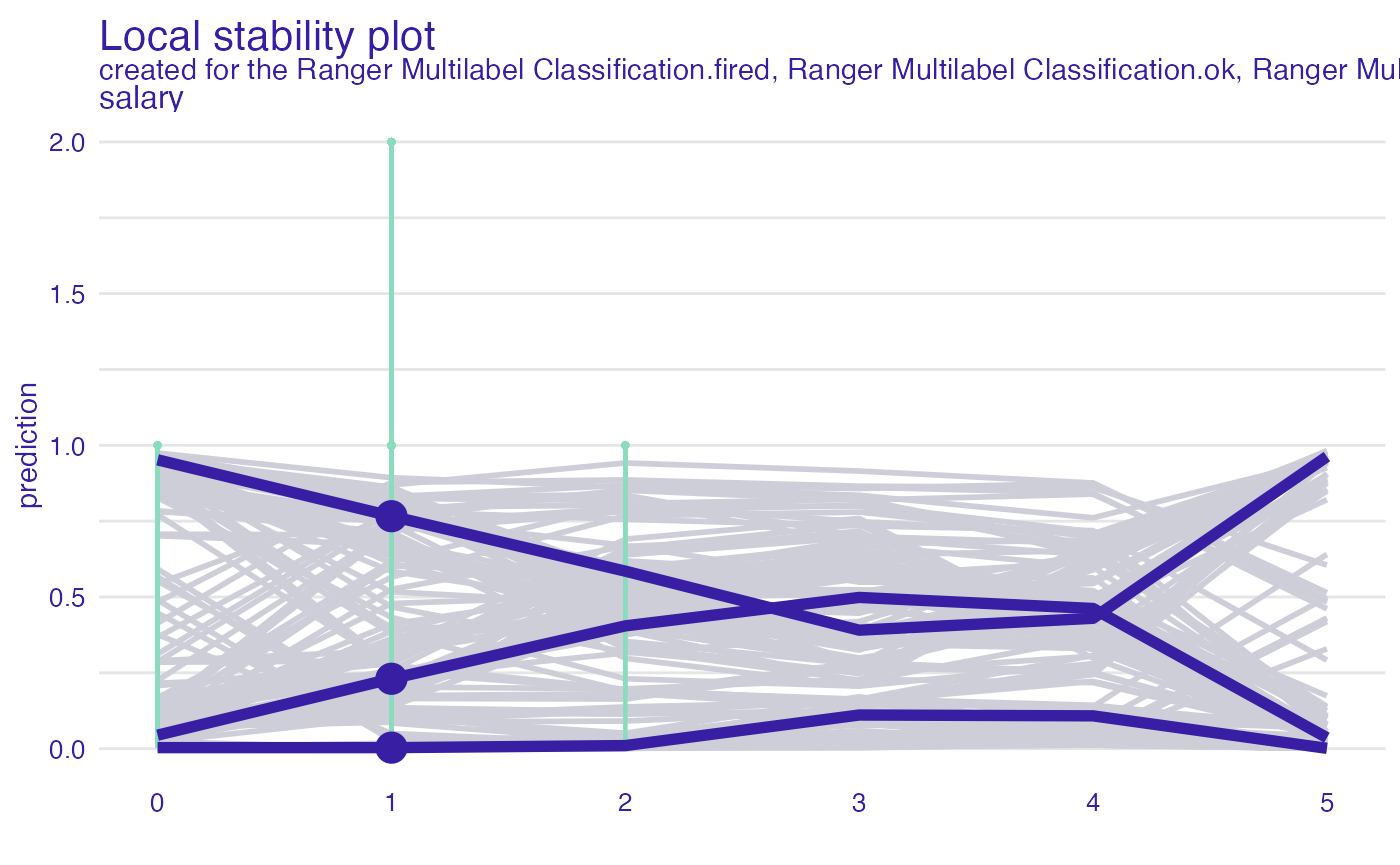 Local stability plot
created for the Ranger Multilabel Classification.fired, Ranger Multilabel Classification.ok, Ranger Mul
salary
2.0
1.5
1.0
0.5
0.0
prediction
0 1 2 3 4 5